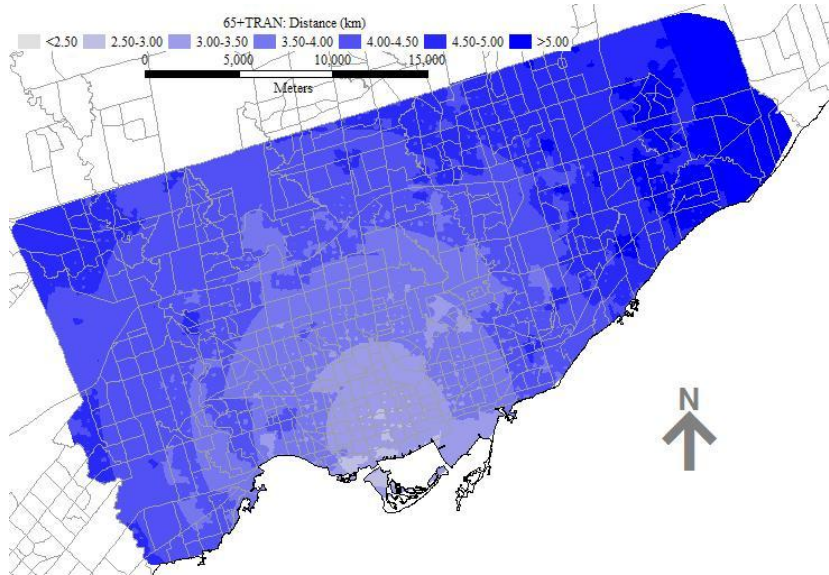 65+TRAN: Distance (km)
<2.50 2.50-3.00 3.00-3.50 3.50-4.00 4.00-4.50 4.50-5.00 >5.00
0 5,000 10,000 15,000
Meters
N